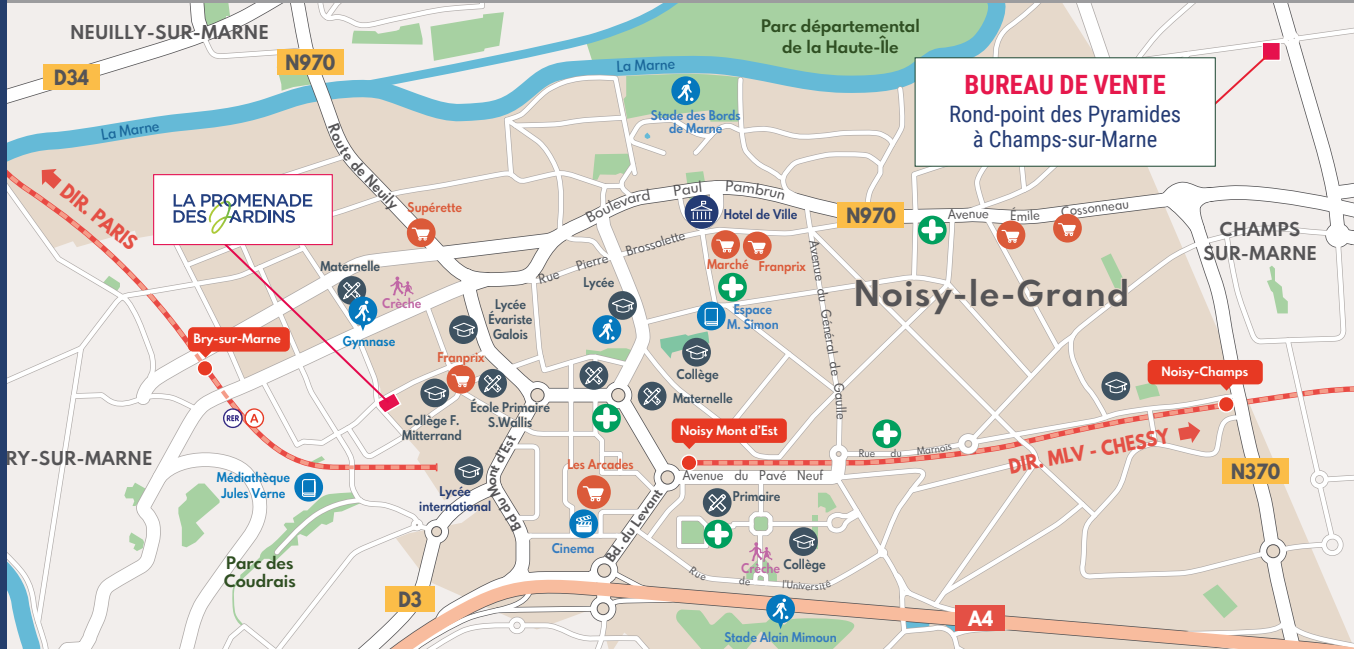 NEUILLY-SUR-MARNE
D34
N970
Parc départemental
de la Haute-Île
La Marne
La Marne
Stade des Bords
de Marne
BUREAU DE VENTE
Rond-point des Pyramides
à Champs-sur-Marne
Route de Neuilly
DIR. PARIS
LA PROMENADE
DES JARDINS
Supérette
Boulevard Paul Pambrun
Hotel de Ville
N970
Avenue Émile Cossonneau
CHAMPS
SUR-MARNE
Rue Pierre Brossolette
Marché
Franprix
Avenue du Général de Gaulle
Noisy-le-Grand
Maternelle
Crèche
Gymnase
Lycée
Évariste
Galois
Lycée
Espace
M. Simon
Bry-sur-Marne
Franprix
Collège
Maternelle
Noisy-Champs
École Primaire
S.Wallis
Collège F.
Mitterrand
RER A
Noisy Mont d'Est
Rue du Marnois
DIR. MLV - CHESSY
RY-SUR-MARNE
Médiathèque
Jules Verne
Lycée
international
Bd du Mont d'Est
Les Arcades
Cinema
Bd. du Levant
Avenue du Pavé Neuf
Primaire
N370
Crèche
Collège
Parc des
Coudrais
Rue de l'Université
D3
A4
Stade Alain Mimoun